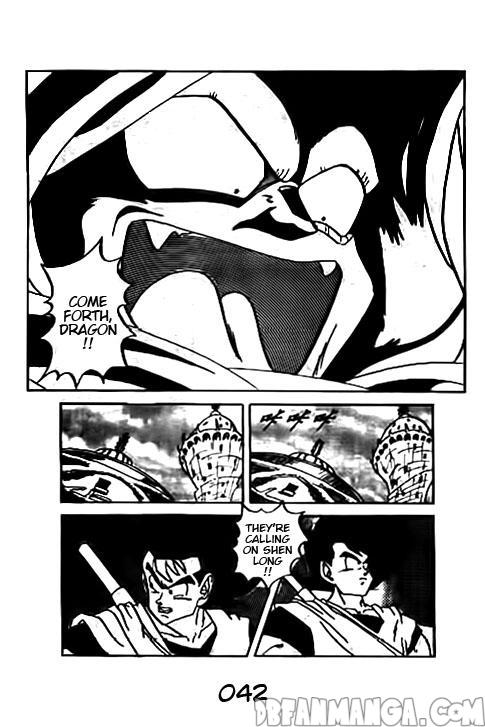 COME
FORTH,
DRAGON
!!
THEY'RE
CALLING
ON SHEN
LONG
!!
042
DBFANMANGA.COM